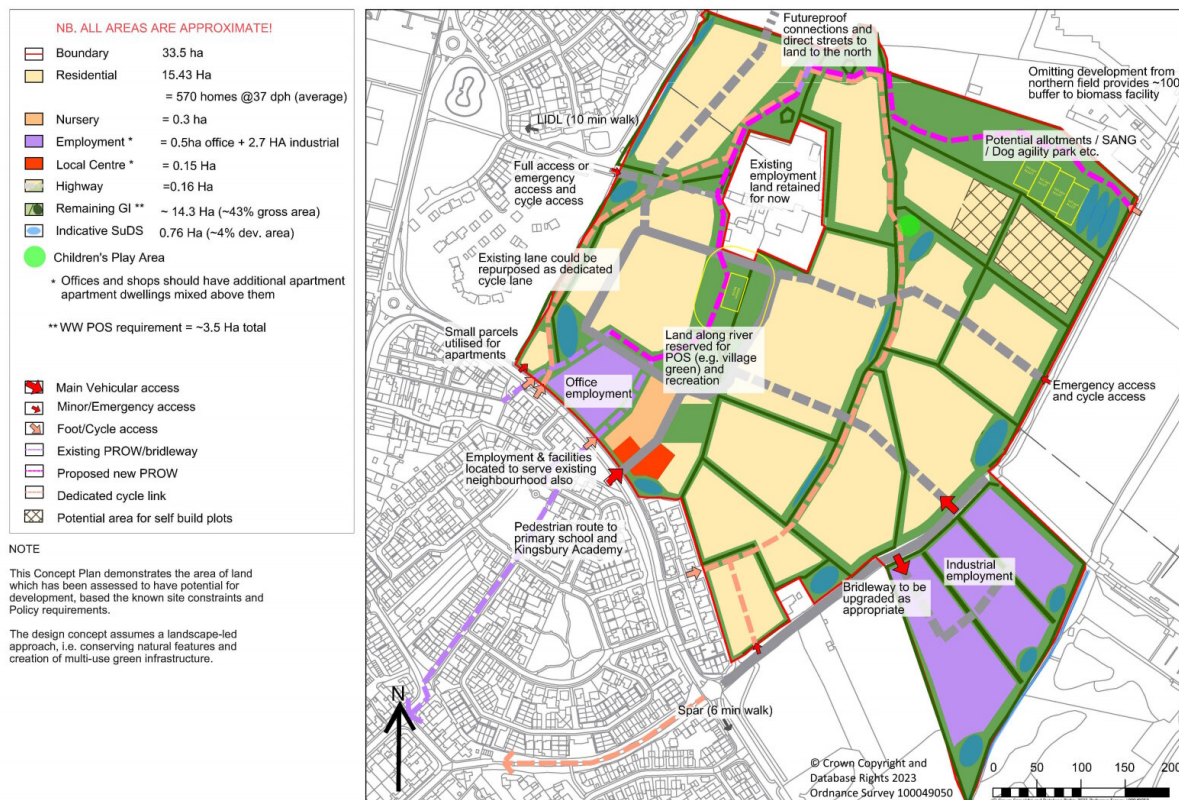 NB. ALL AREAS ARE APPROXIMATE!
Boundary 33.5 ha
Residential 15.43 Ha
= 570 homes @37 dph (average)
Nursery = 0.3 ha
Employment * = 0.5ha office + 2.7 HA industrial
Local Centre * = 0.15 Ha
Highway =0.16 Ha
Remaining GI ** ~ 14.3 Ha (~43% gross area)
Indicative SuDS 0.76 Ha (~4% dev. area)
Children's Play Area
* Offices and shops should have additional apartment
apartment dwellings mixed above them
** WW POS requirement = ~3.5 Ha total
Main Vehicular access
Minor/Emergency access
Foot/Cycle access
Existing PROW/bridleway
Proposed new PROW
Dedicated cycle link
Potential area for self build plots
NOTE
This Concept Plan demonstrates the area of land
which has been assessed to have potential for
development, based the known site constraints and
Policy requirements.
The design concept assumes a landscape-led
approach, i.e. conserving natural features and
creation of multi-use green infrastructure.
Futureproof
connections and
direct streets to
land to the north
Omitting development from
northern field provides ~100
buffer to biomass facility
LIDL (10 min walk)
Potential allotments / SANG
/ Dog agility park etc.
Full access or
emergency
access and
cycle access
Existing
employment
land retained
for now
Existing lane could be
repurposed as dedicated
cycle lane
Small parcels
utilised for
apartments
Land along river
reserved for
POS (e.g. village
green) and
recreation
Office
employment
Emergency access
and cycle access
Employment & facilities
located to serve existing
neighbourhood also
Pedestrian route to
primary school and
Kingsbury Academy
Industrial
employment
Bridleway to be
upgraded as
appropriate
N
Spar (6 min walk)
© Crown Copyright and
Database Rights 2023
Ordnance Survey 100049050
0 50 100 150 200